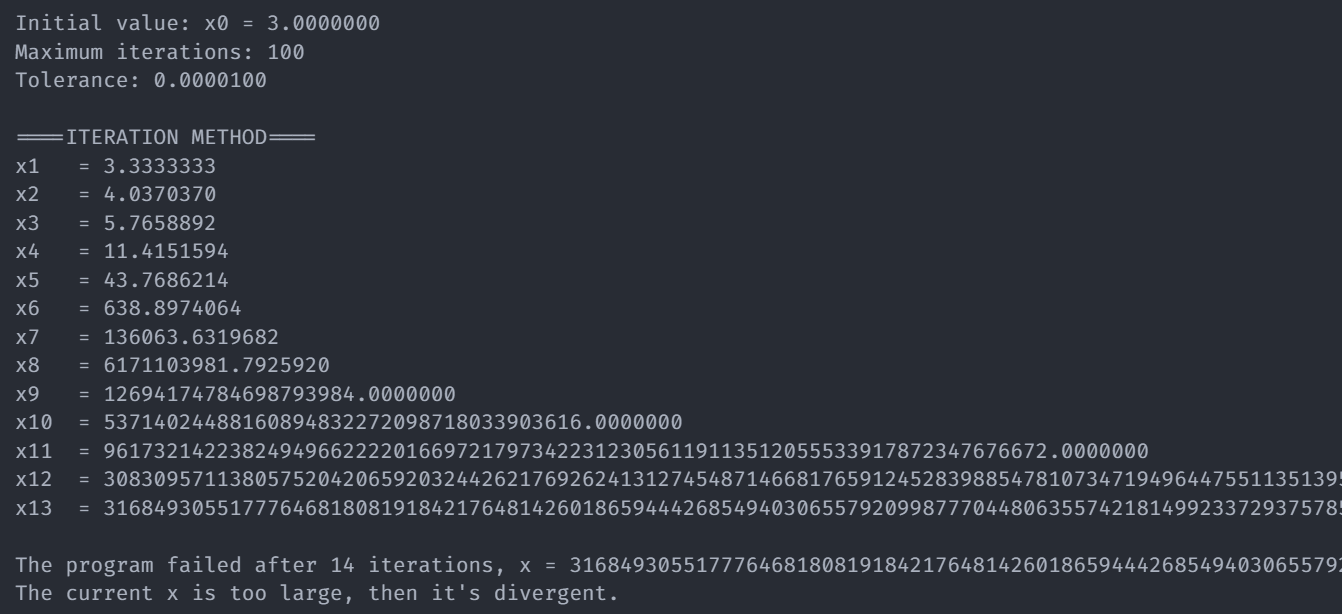 Initial value: x0 = 3.0000000
Maximum iterations: 100
Tolerance: 0.0000100
====ITERATION METHOD====
x1 = 3.3333333
x2 = 4.0370370
x3 = 5.7658892
x4 = 11.4151594
x5 = 43.7686214
x6 = 638.8974064
x7 = 136063.6319682
x8 = 6171103981.7925920
x9 = 12694174784698793984.0000000
x10 = 53714024488160894832272098718033903616.0000000
x11 = 961732142238249496622220166972179734223123056119113512055533917872347676672.0000000
x12 = 30830957113805752042065920324426217692624131274548714668176591245283988547810734719496447551135139
x13 = 316849305517776468180819184217648142601865944426854940306557920998777044806355742181499233729375785
The program failed after 14 iterations, x = 31684930551777646818081918421764814260186594442685494030655792
The current x is too large, then it's divergent.